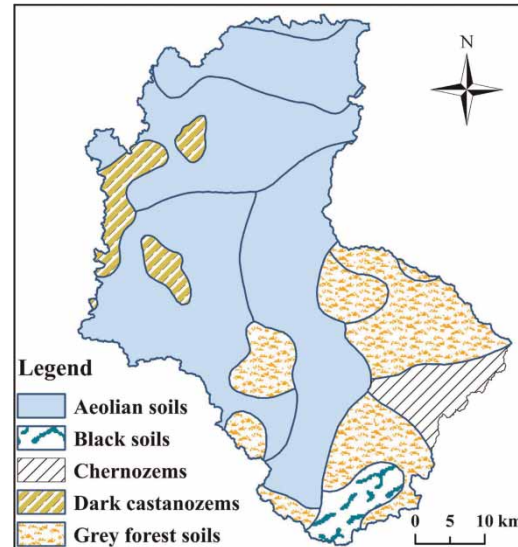 N
Legend
Aeolian soils
Black soils
Chernozems
Dark castanozems
Grey forest soils
0 5 10 km